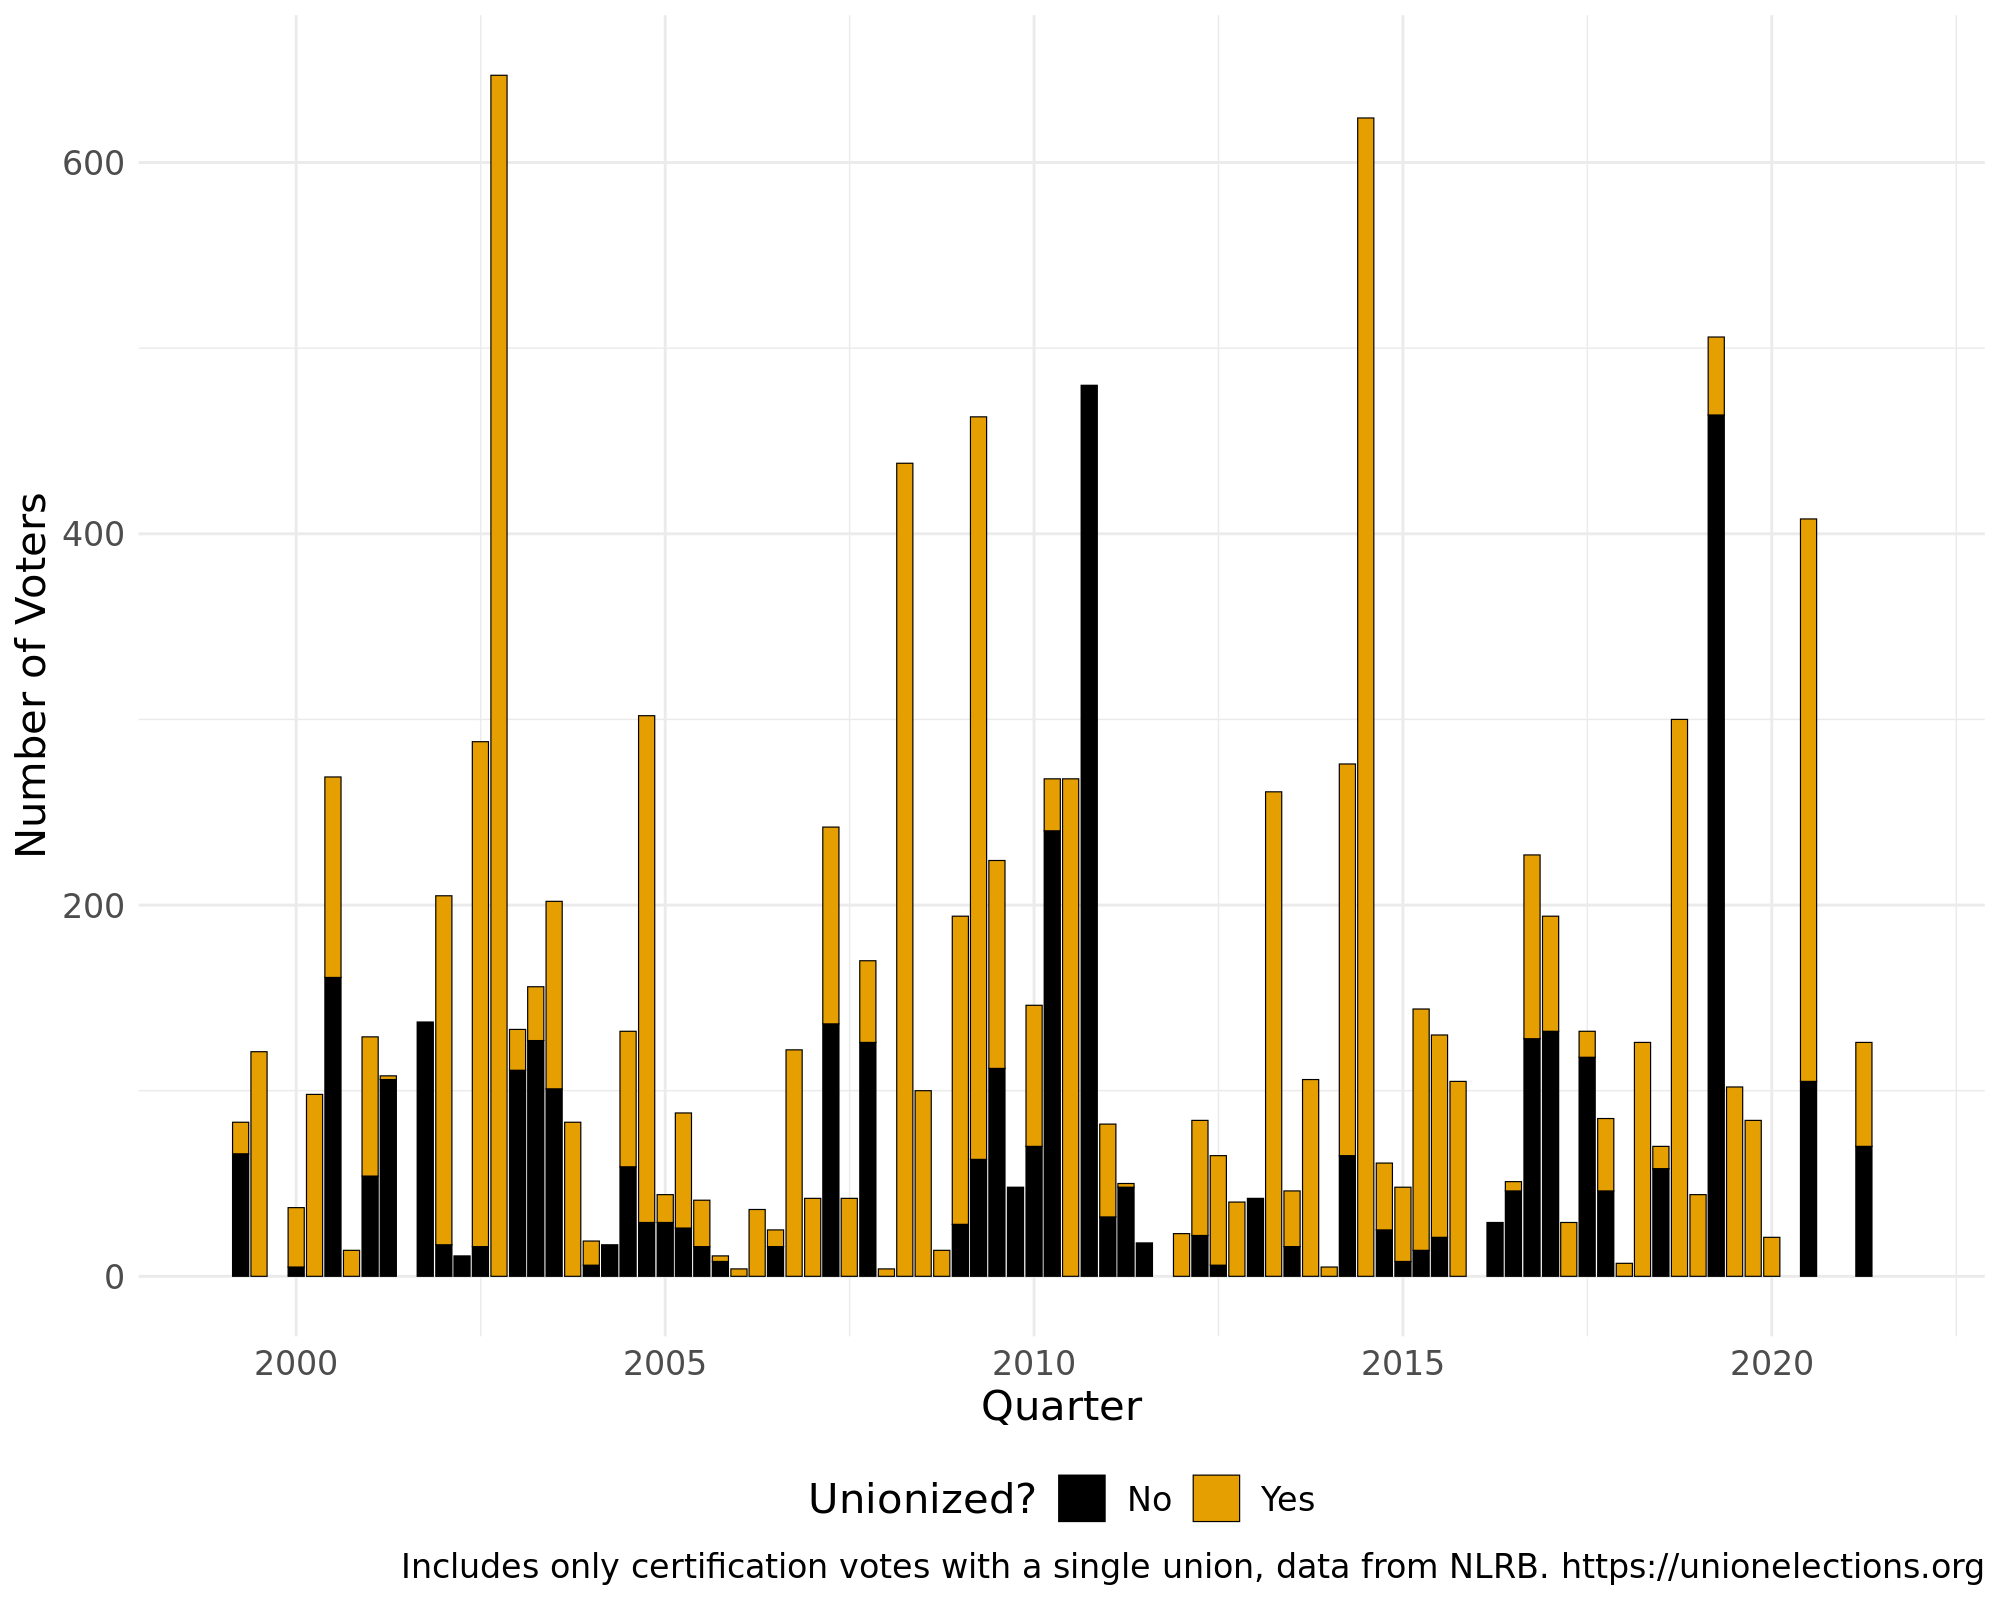 Number of Voters
600
400
200
0
2000 2005 2010 2015 2020
Quarter
Unionized? No Yes
Includes only certification votes with a single union, data from NLRB. https://unionelections.org